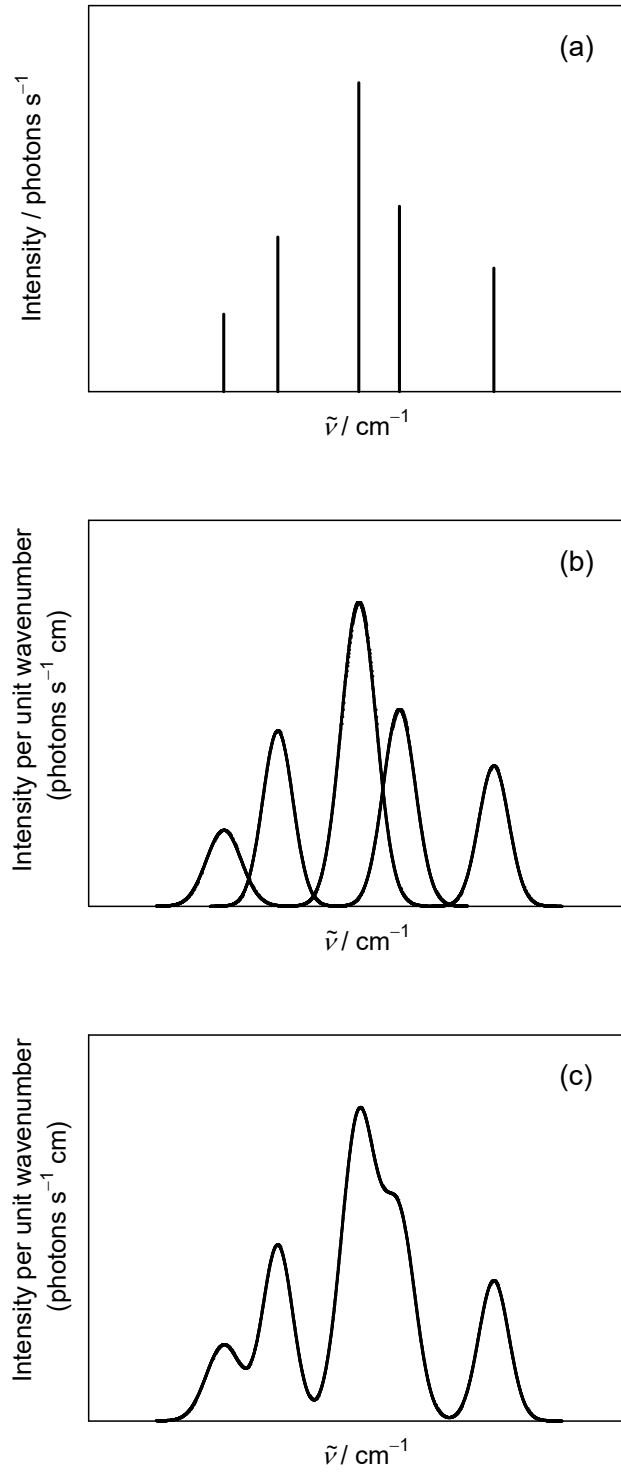 (a)
Intensity / photons s⁻¹
ν̃ / cm⁻¹
(b)
Intensity per unit wavenumber
(photons s⁻¹ cm)
ν̃ / cm⁻¹
(c)
Intensity per unit wavenumber
(photons s⁻¹ cm)
ν̃ / cm⁻¹